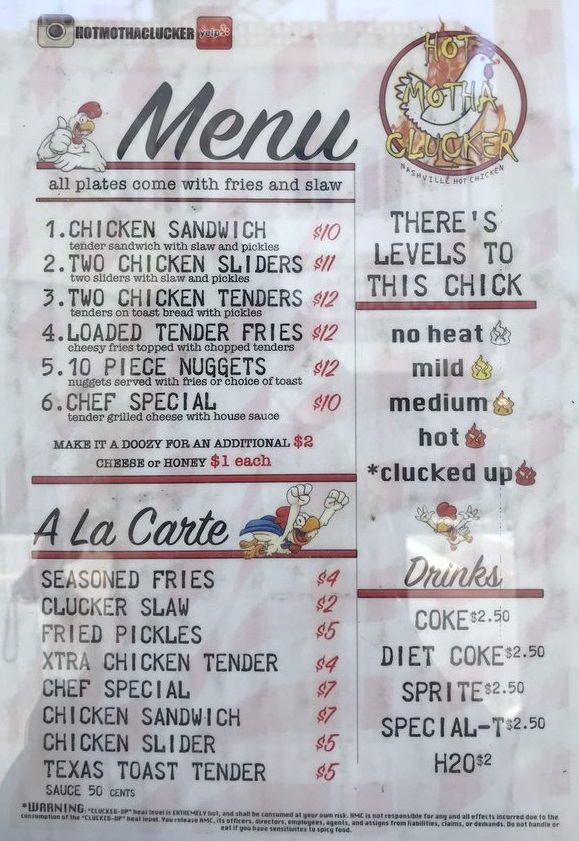 HOTMOTHACLUCKER yelp
HOT
MOTHA
CLUCKER
NASHVILLE HOT CHICKEN
Menu
all plates come with fries and slaw
1.CHICKEN SANDWICH $10
tender sandwich with slaw and pickles
2.TWO CHICKEN SLIDERS $11
two sliders with slaw and pickles
3.TWO CHICKEN TENDERS $12
tenders on toast bread with pickles
4.LOADED TENDER FRIES $12
cheesy fries topped with chopped tenders
5.10 PIECE NUGGETS $12
nuggets served with fries or choice of toast
6.CHEF SPECIAL $10
tender grilled cheese with house sauce
MAKE IT A DOOZY FOR AN ADDITIONAL $2
CHEESE or HONEY $1 each
THERE'S
LEVELS TO
THIS CHICK
no heat
mild
medium
hot
*clucked up
A La Carte
SEASONED FRIES $4
CLUCKER SLAW $2
FRIED PICKLES $5
XTRA CHICKEN TENDER $4
CHEF SPECIAL $7
CHICKEN SANDWICH $7
CHICKEN SLIDER $5
TEXAS TOAST TENDER $5
SAUCE 50 CENTS
Drinks
COKE $2.50
DIET COKE $2.50
SPRITE $2.50
SPECIAL-T $2.50
H20 $2
*WARNING: "CLUCKED-UP" heat level is EXTREMELY hot, and shall be consumed at your own risk. HMC is not responsible for any and all effects incurred due to the
consumption of the "CLUCKED-UP" heat level. You release HMC, its officers, directors, employees, agents, and assigns from liabilities, claims, or demands. Do not handle or
eat if you have sensitivites to spicy food.